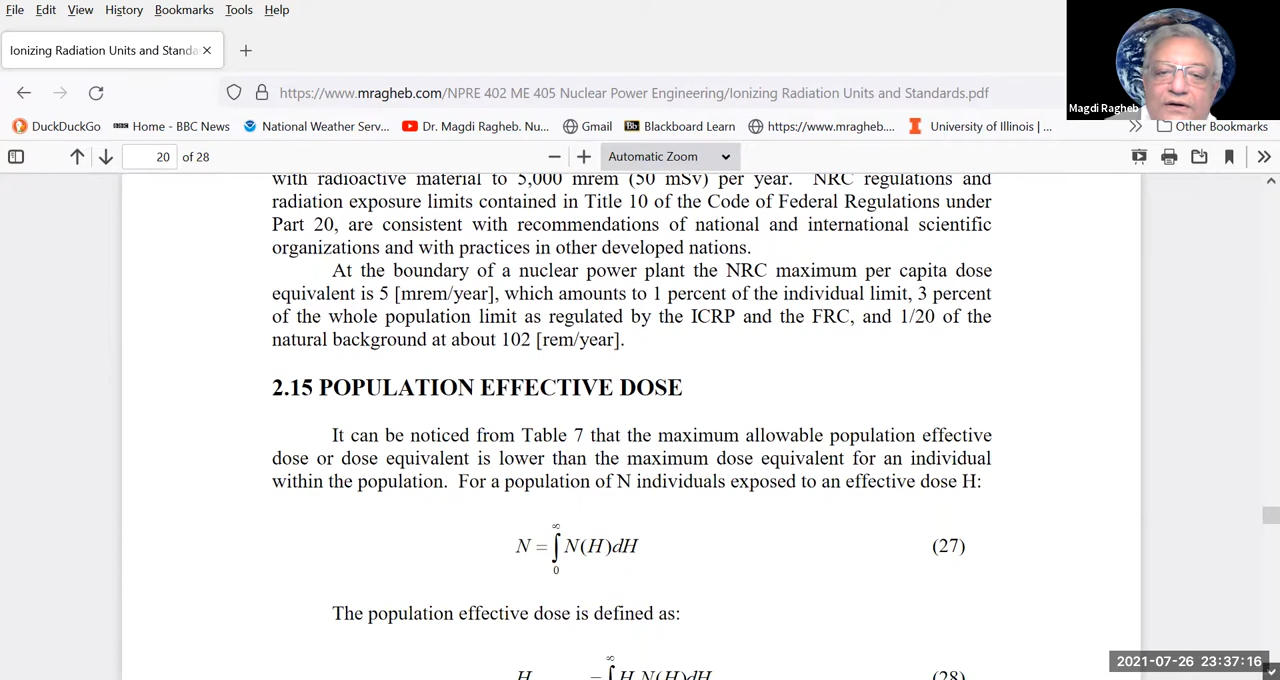 File Edit View History Bookmarks Tools Help
Ionizing Radiation Units and Standa
https://www.mragheb.com/NPRE 402 ME 405 Nuclear Power Engineering/Ionizing Radiation Units and Standards.pdf
Magdi Ragheb
DuckDuckGo Home - BBC News National Weather Serv... Dr. Magdi Ragheb. Nu... Gmail Blackboard Learn https://www.mragheb.... University of Illinois |... Other Bookmarks
20 of 28 Automatic Zoom
with radioactive material to 5,000 mrem (50 mSv) per year. NRC regulations and
radiation exposure limits contained in Title 10 of the Code of Federal Regulations under
Part 20, are consistent with recommendations of national and international scientific
organizations and with practices in other developed nations.
At the boundary of a nuclear power plant the NRC maximum per capita dose
equivalent is 5 [mrem/year], which amounts to 1 percent of the individual limit, 3 percent
of the whole population limit as regulated by the ICRP and the FRC, and 1/20 of the
natural background at about 102 [rem/year].
2.15 POPULATION EFFECTIVE DOSE
It can be noticed from Table 7 that the maximum allowable population effective
dose or dose equivalent is lower than the maximum dose equivalent for an individual
within the population. For a population of N individuals exposed to an effective dose H:
N = ∫₀^∞ N(H)dH (27)
The population effective dose is defined as:
H = ∫^∞ H N(H)dH (28)
2021-07-26 23:37:16